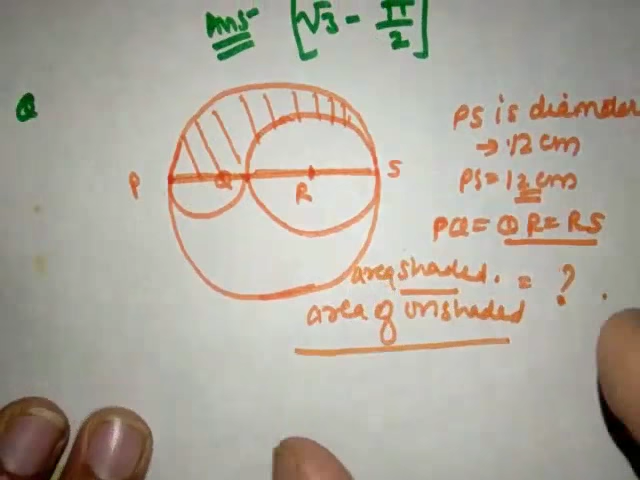 Ans- [√3 - π/2]
Q
PS is diameter
→ 12 cm
PS = 12 cm
PQ = QR = RS
P Q R S
area shaded. = ?
area of unshaded